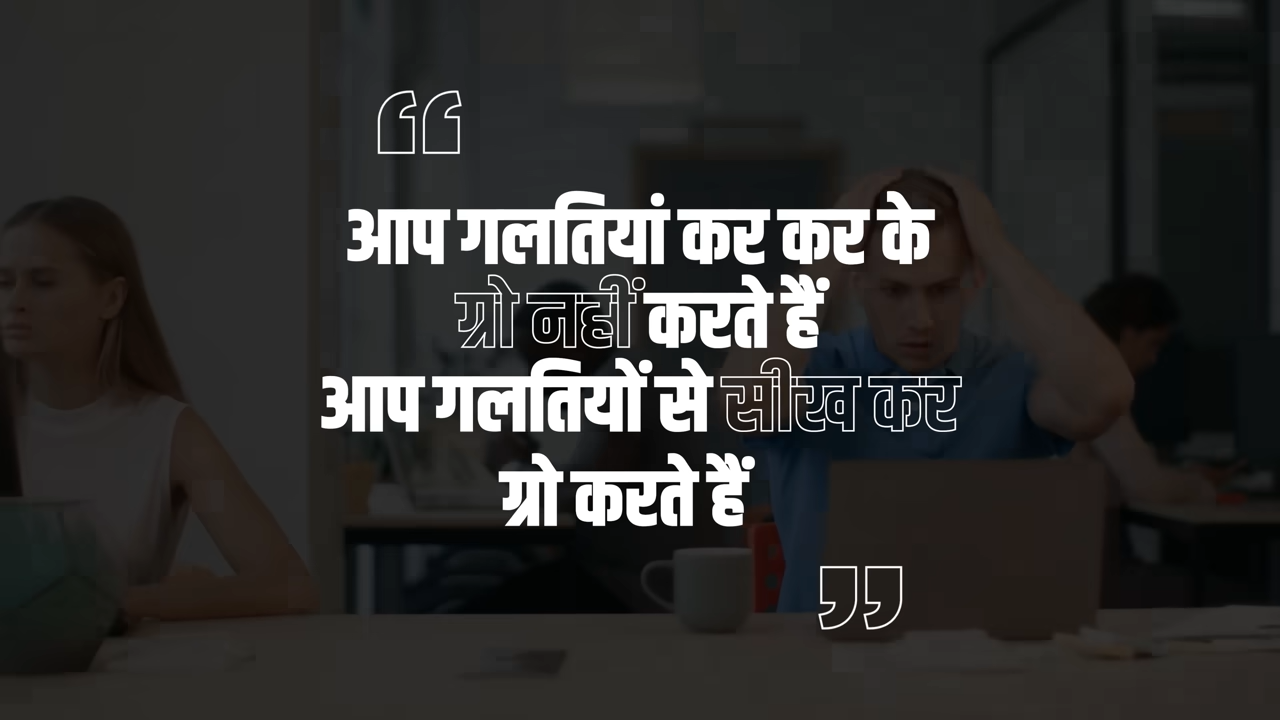 “
आप गलतियां कर कर के
ग्रो नहीं करते हैं
आप गलतियों से सीख कर
ग्रो करते हैं
”